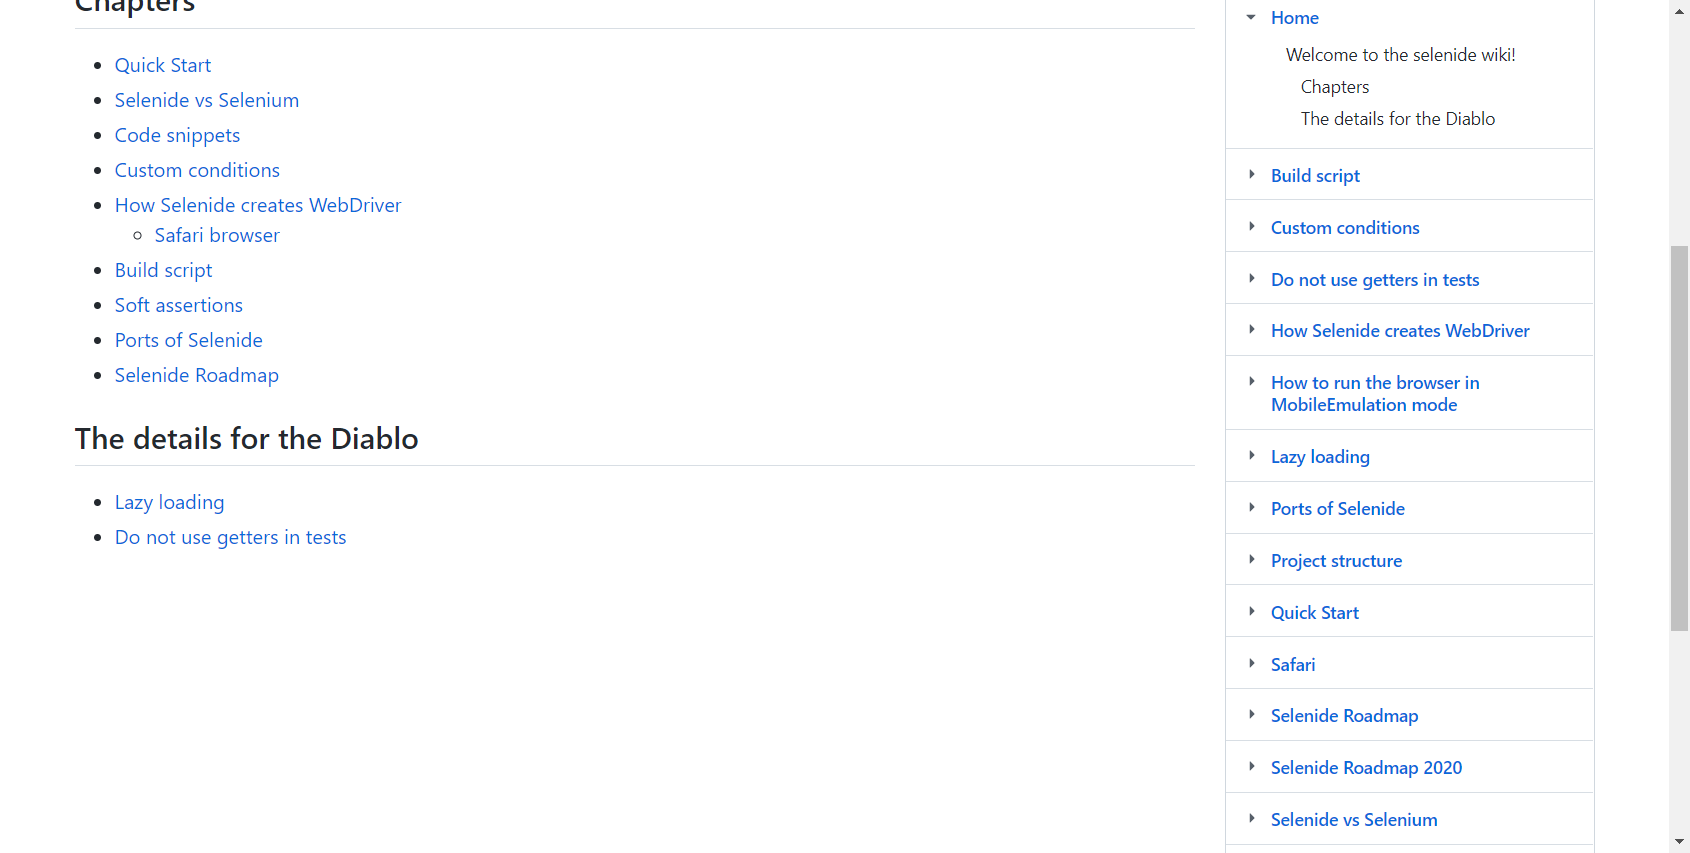 Chapters
Quick Start
Selenide vs Selenium
Code snippets
Custom conditions
How Selenide creates WebDriver
Safari browser
Build script
Soft assertions
Ports of Selenide
Selenide Roadmap
The details for the Diablo
Lazy loading
Do not use getters in tests
Home
Welcome to the selenide wiki!
Chapters
The details for the Diablo
Build script
Custom conditions
Do not use getters in tests
How Selenide creates WebDriver
How to run the browser in
MobileEmulation mode
Lazy loading
Ports of Selenide
Project structure
Quick Start
Safari
Selenide Roadmap
Selenide Roadmap 2020
Selenide vs Selenium